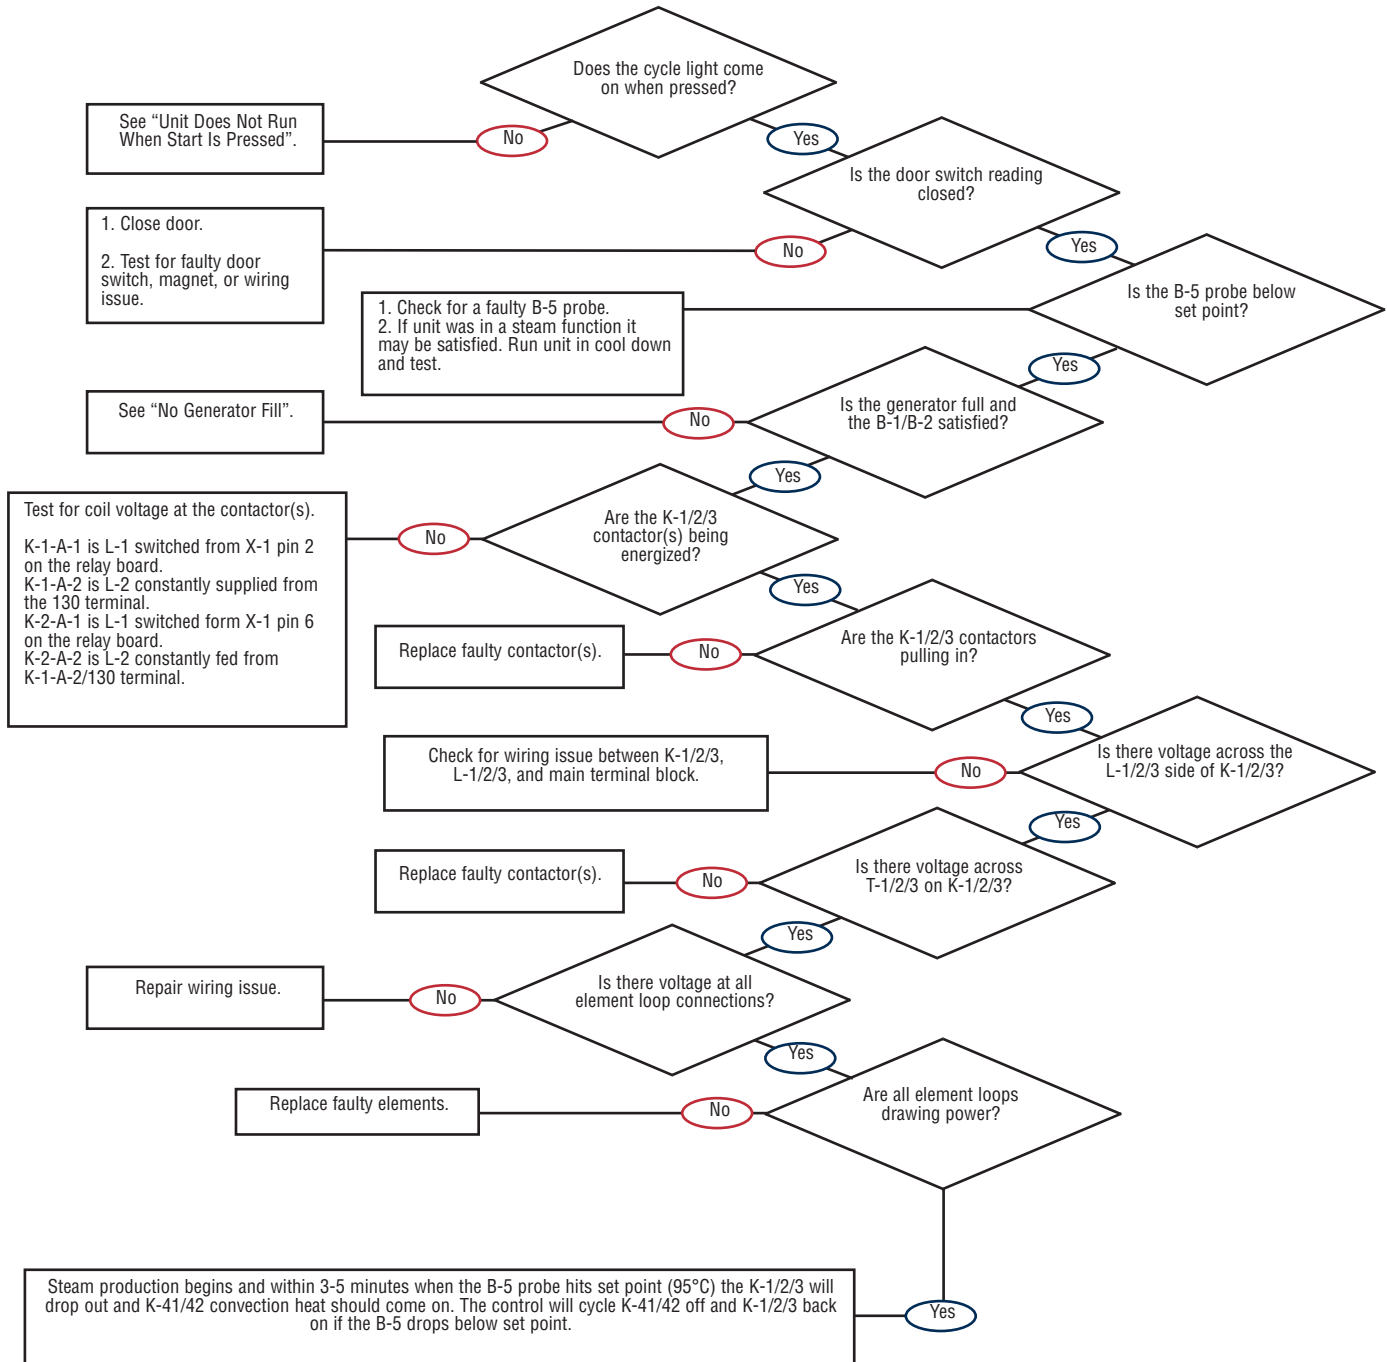 Does the cycle light come
on when pressed?
See “Unit Does Not Run
When Start Is Pressed”.
No
Yes
Is the door switch reading
closed?
1. Close door.
2. Test for faulty door
switch, magnet, or wiring
issue.
No
Yes
Is the B-5 probe below
set point?
1. Check for a faulty B-5 probe.
2. If unit was in a steam function it
may be satisfied. Run unit in cool down
and test.
Yes
Is the generator full and
the B-1/B-2 satisfied?
See “No Generator Fill”.
No
Yes
Are the K-1/2/3
contactor(s) being
energized?
Test for coil voltage at the contactor(s).
K-1-A-1 is L-1 switched from X-1 pin 2
on the relay board.
K-1-A-2 is L-2 constantly supplied from
the 130 terminal.
K-2-A-1 is L-1 switched form X-1 pin 6
on the relay board.
K-2-A-2 is L-2 constantly fed from
K-1-A-2/130 terminal.
No
Yes
Are the K-1/2/3 contactors
pulling in?
Replace faulty contactor(s).
No
Yes
Is there voltage across the
L-1/2/3 side of K-1/2/3?
Check for wiring issue between K-1/2/3,
L-1/2/3, and main terminal block.
No
Yes
Is there voltage across
T-1/2/3 on K-1/2/3?
Replace faulty contactor(s).
No
Yes
Is there voltage at all
element loop connections?
Repair wiring issue.
No
Yes
Are all element loops
drawing power?
Replace faulty elements.
No
Yes
Steam production begins and within 3-5 minutes when the B-5 probe hits set point (95°C) the K-1/2/3 will
drop out and K-41/42 convection heat should come on. The control will cycle K-41/42 off and K-1/2/3 back
on if the B-5 drops below set point.